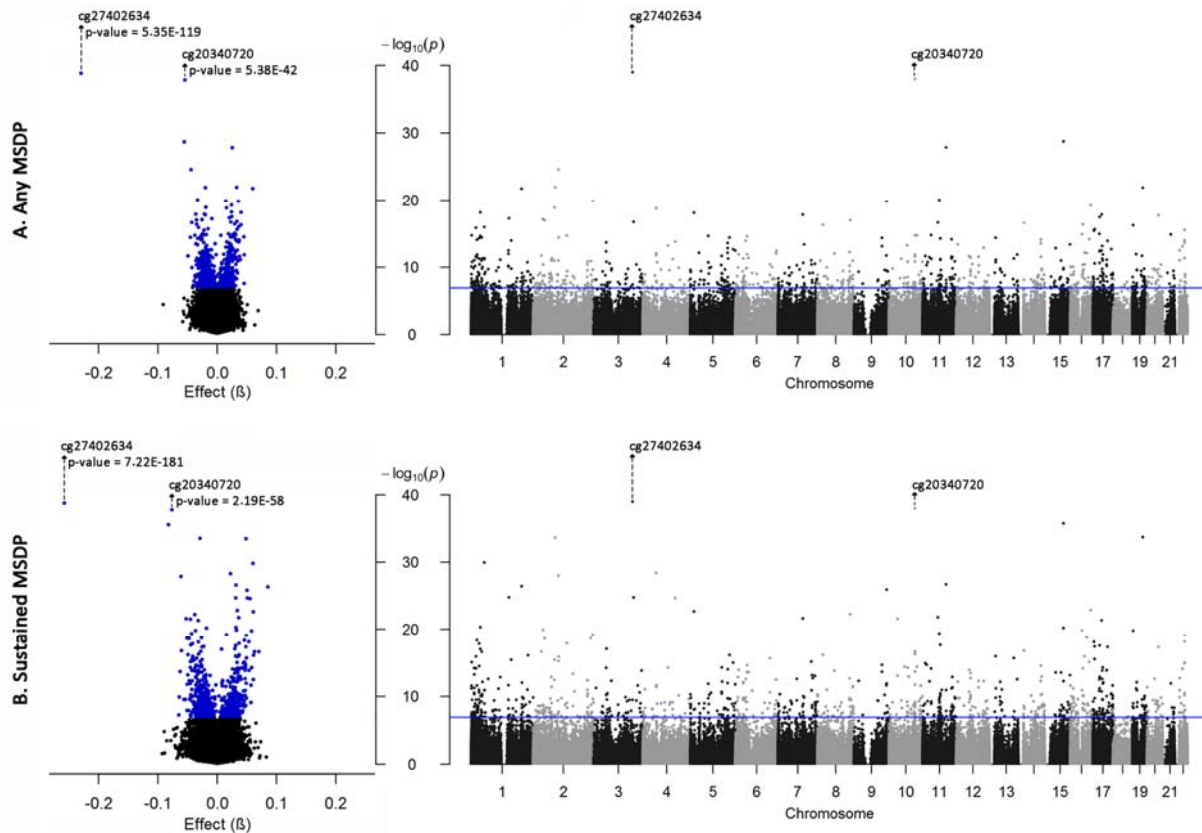 A. Any MSDP
cg27402634
p-value = 5.35E-119
cg20340720
p-value = 5.38E-42
-0.2 -0.1 0.0 0.1 0.2
Effect (ß)
−log10(p)
40
30
20
10
0
cg27402634
cg20340720
1 2 3 4 5 6 7 8 9 10 11 12 13 15 17 19 21
Chromosome
B. Sustained MSDP
cg27402634
p-value = 7.22E-181
cg20340720
p-value = 2.19E-58
-0.2 -0.1 0.0 0.1 0.2
Effect (ß)
−log10(p)
40
30
20
10
0
cg27402634
cg20340720
1 2 3 4 5 6 7 8 9 10 11 12 13 15 17 19 21
Chromosome